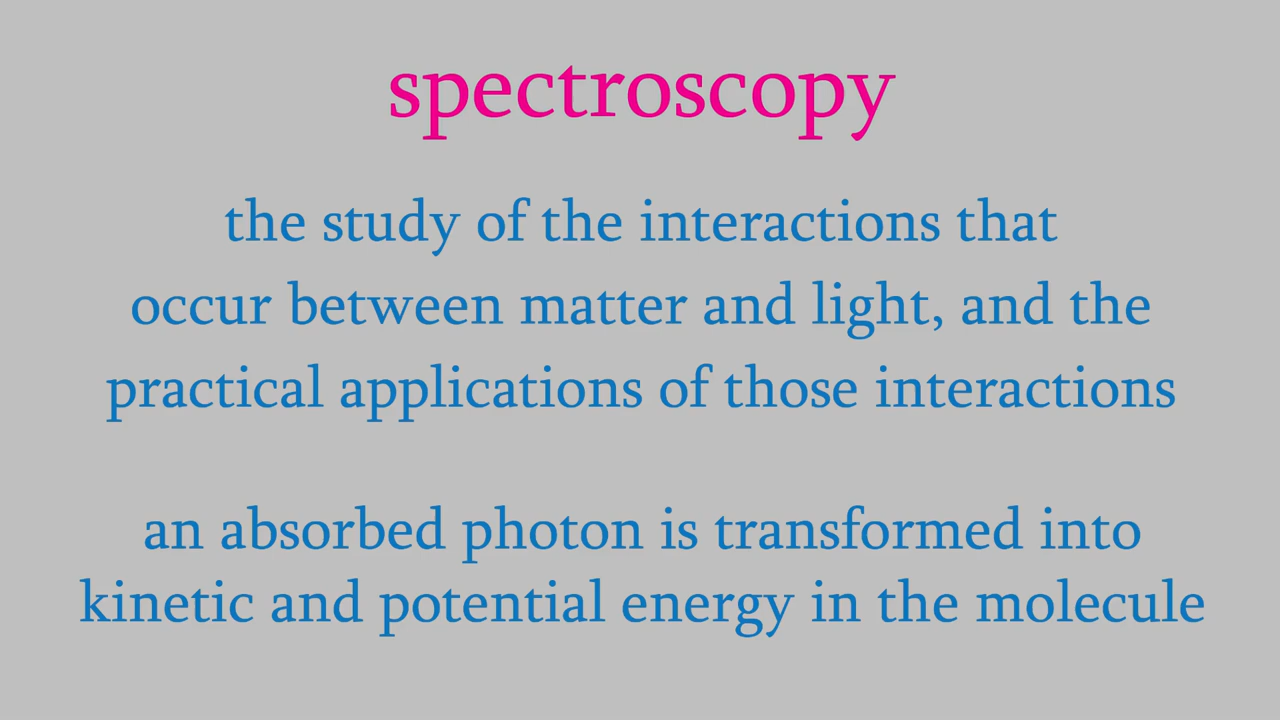 spectroscopy
the study of the interactions that
occur between matter and light, and the
practical applications of those interactions
an absorbed photon is transformed into
kinetic and potential energy in the molecule